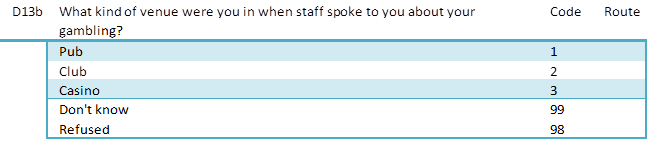 D13b What kind of venue were you in when staff spoke to you about your Code Route
gambling?
Pub 1
Club 2
Casino 3
Don't know 99
Refused 98